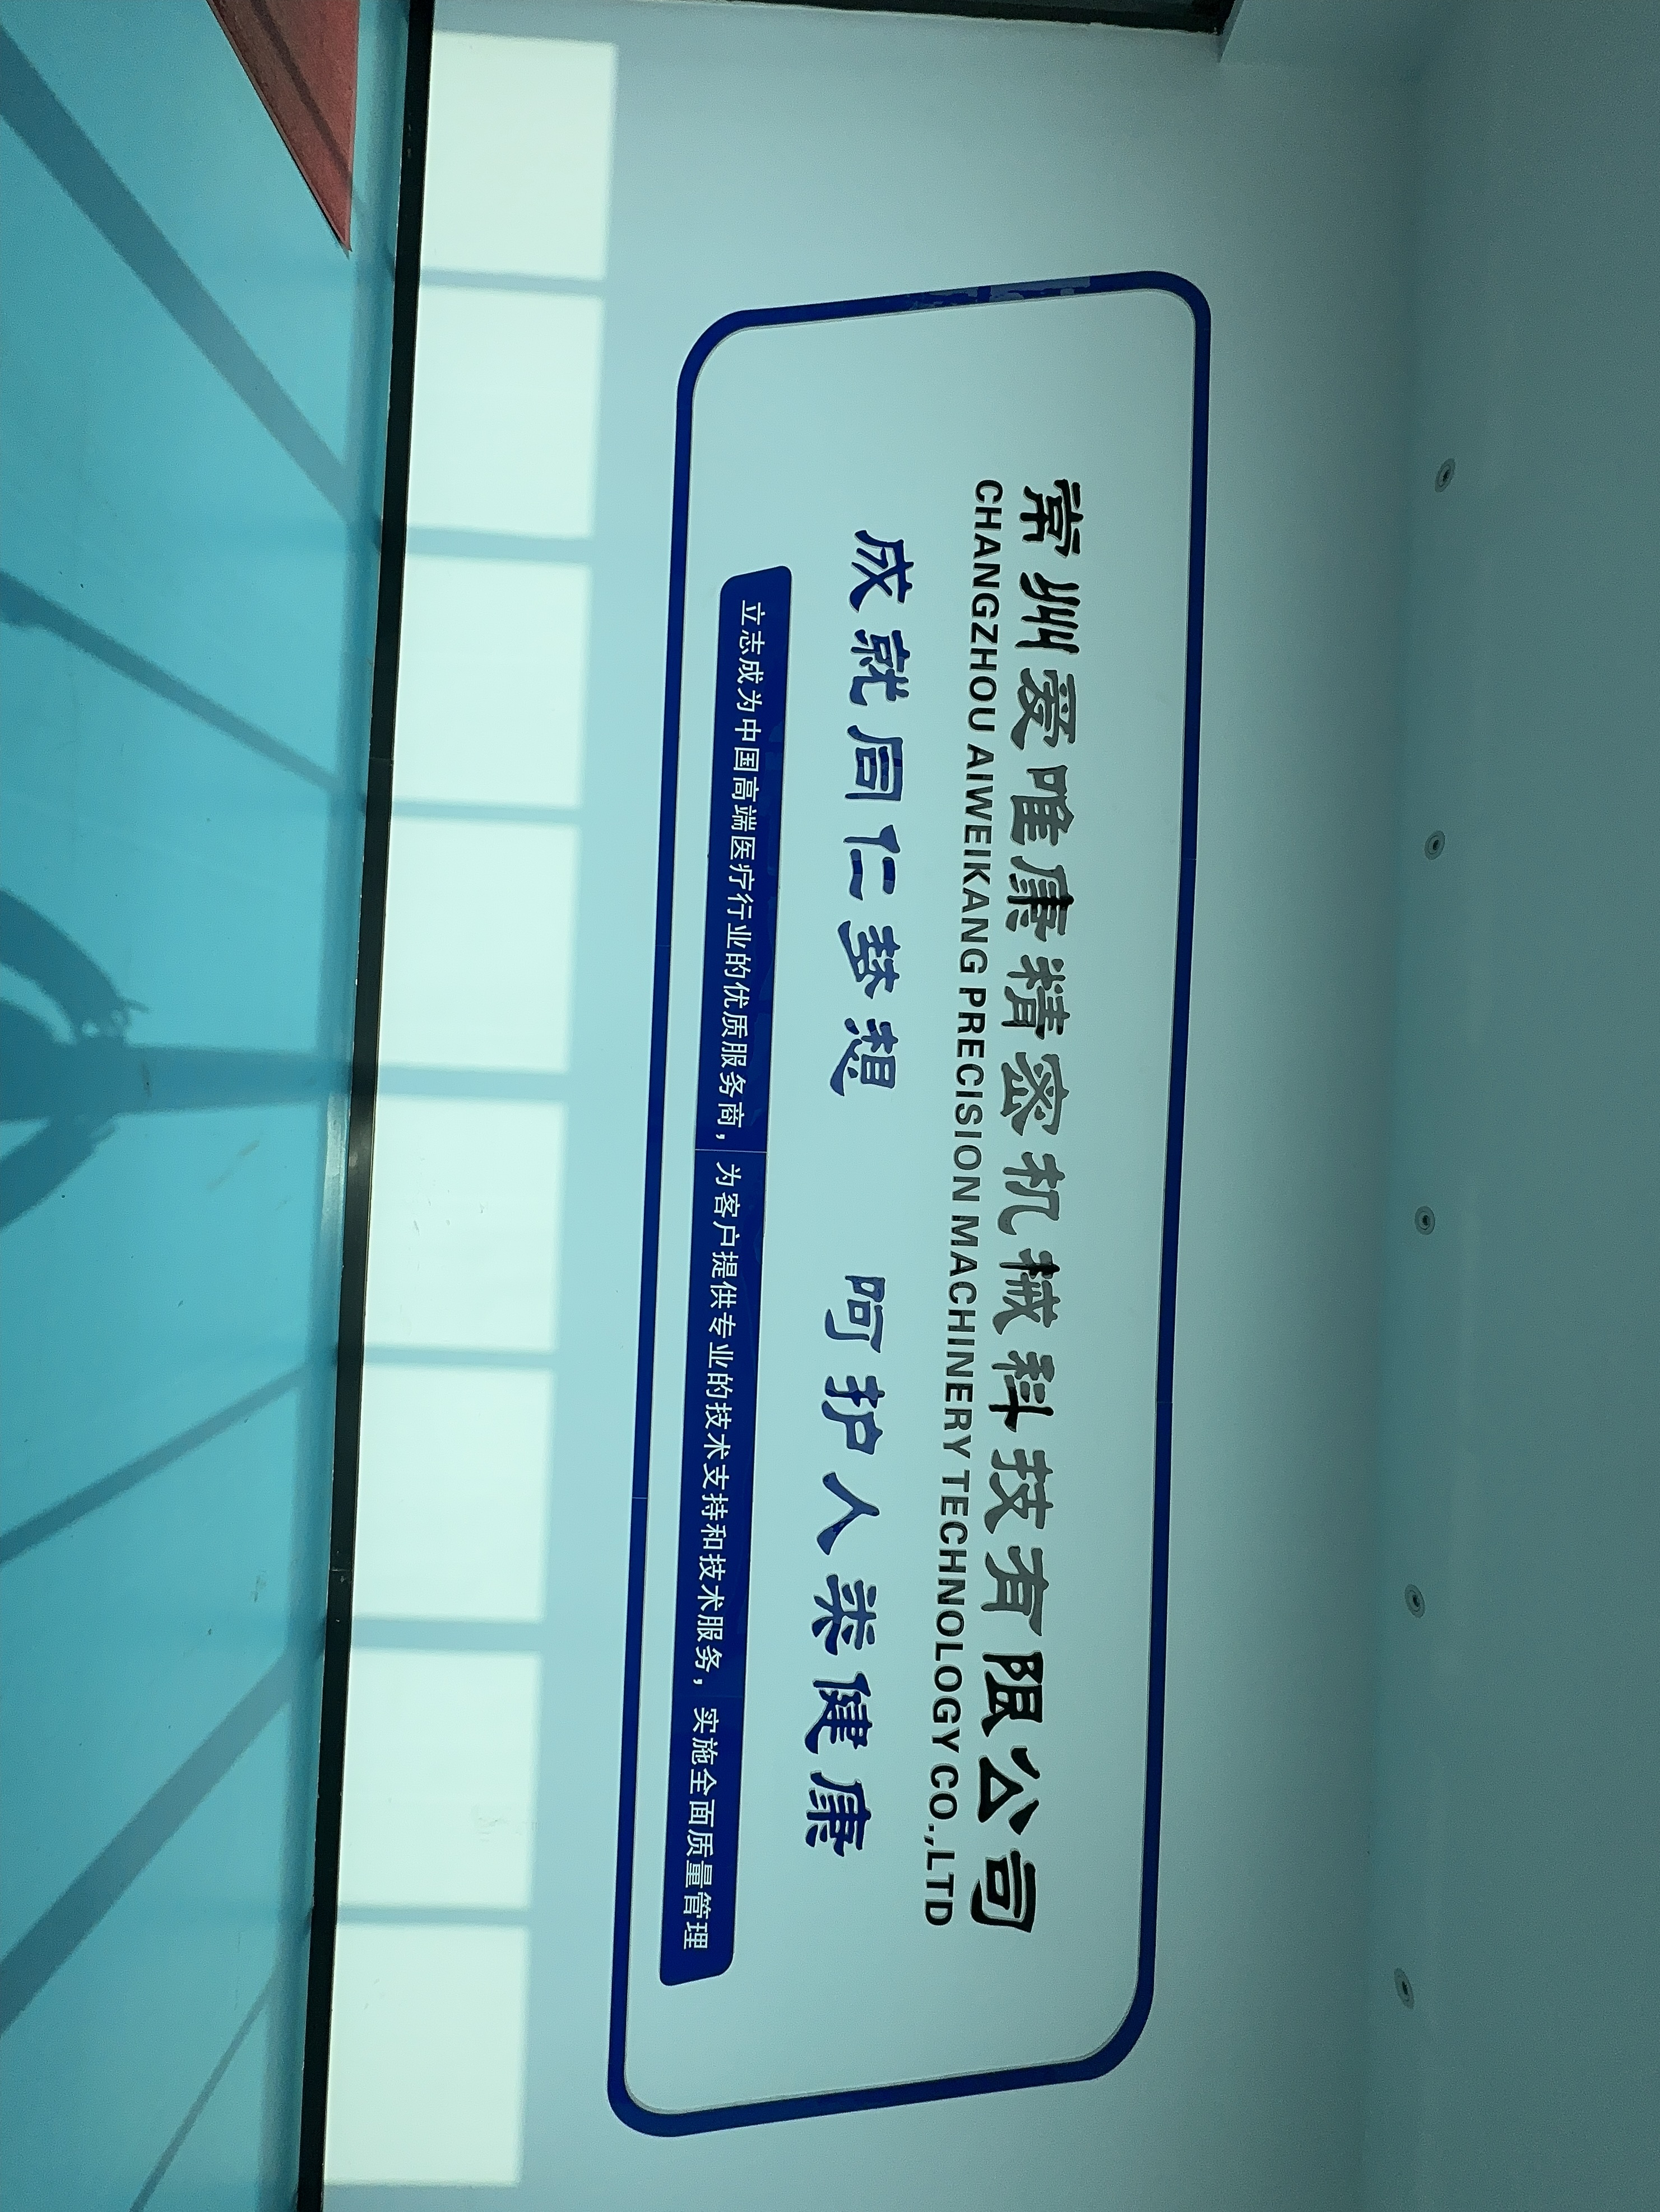 常州爱唯康精密机械科技有限公司
CHANGZHOU AIWEIKANG PRECISION MACHINERY TECHNOLOGY CO.,LTD
成就同仁梦想 呵护人类健康
立志成为中国高端医疗行业的优质服务商，为客户提供专业的技术支持和技术服务，实施全面质量管理